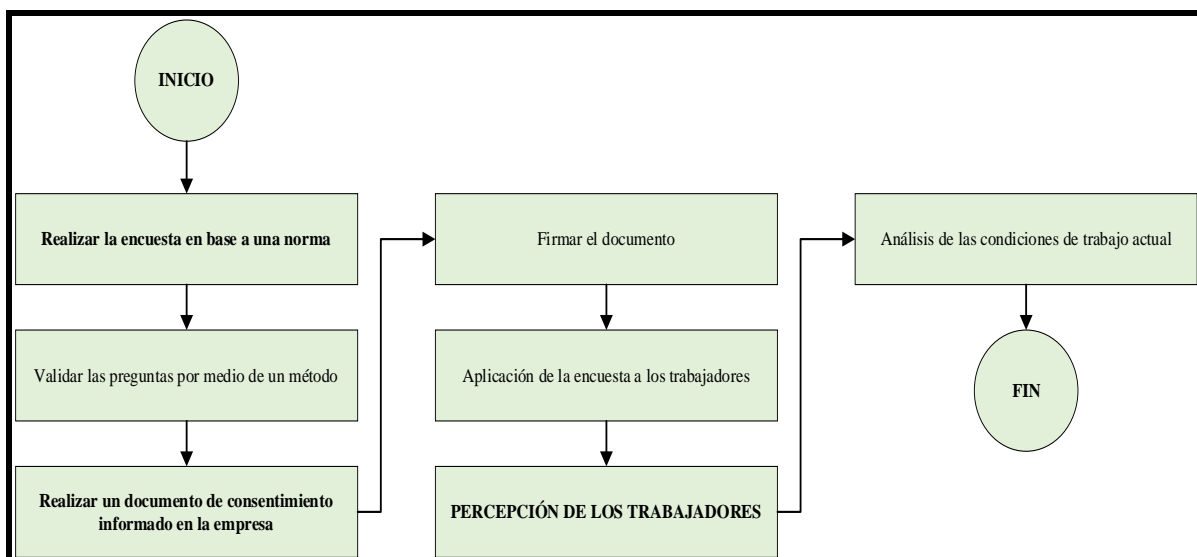 INICIO
Realizar la encuesta en base a una norma
Validar las preguntas por medio de un método
Realizar un documento de consentimiento
informado en la empresa
Firmar el documento
Aplicación de la encuesta a los trabajadores
PERCEPCIÓN DE LOS TRABAJADORES
Análisis de las condiciones de trabajo actual
FIN